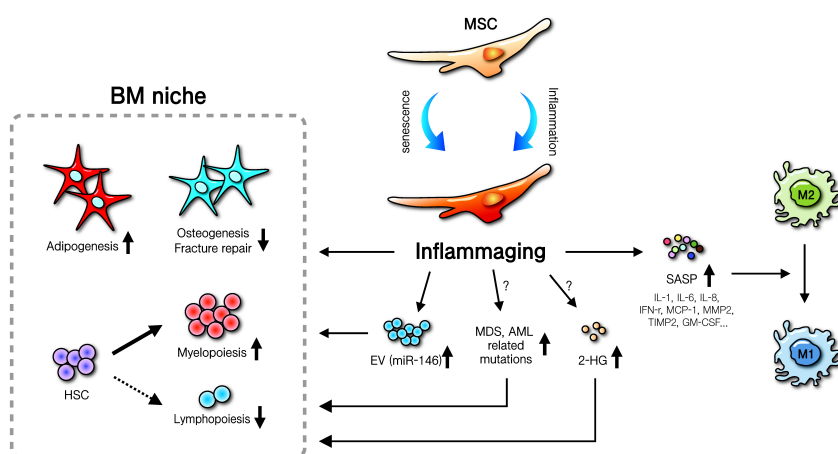 MSC
senescence
Inflammation
BM niche
Adipogenesis
Osteogenesis
Fracture repair
Inflammaging
?
?
M2
SASP
IL-1, IL-6, IL-8,
IFN-r, MCP-1, MMP2,
TIMP2, GM-CSF...
M1
HSC
Myelopoiesis
Lymphopoiesis
EV (miR-146)
MDS, AML
related
mutations
2-HG